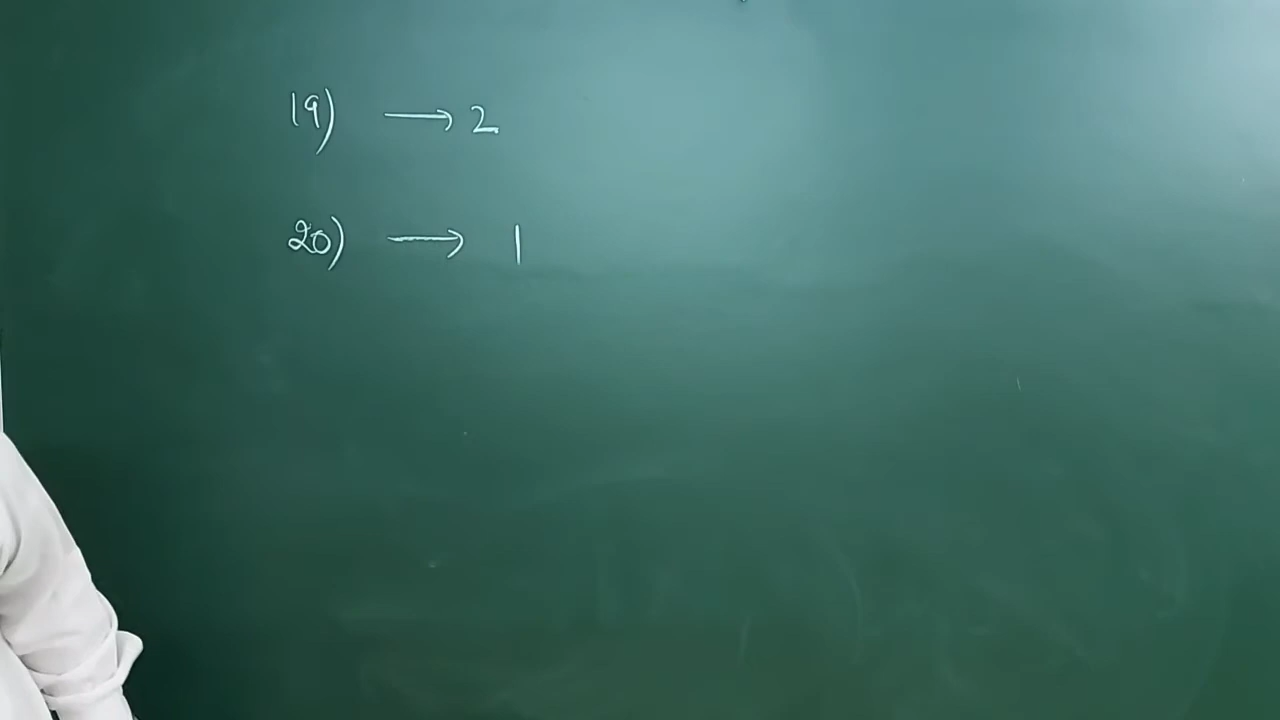 19) → 2
20) → 1